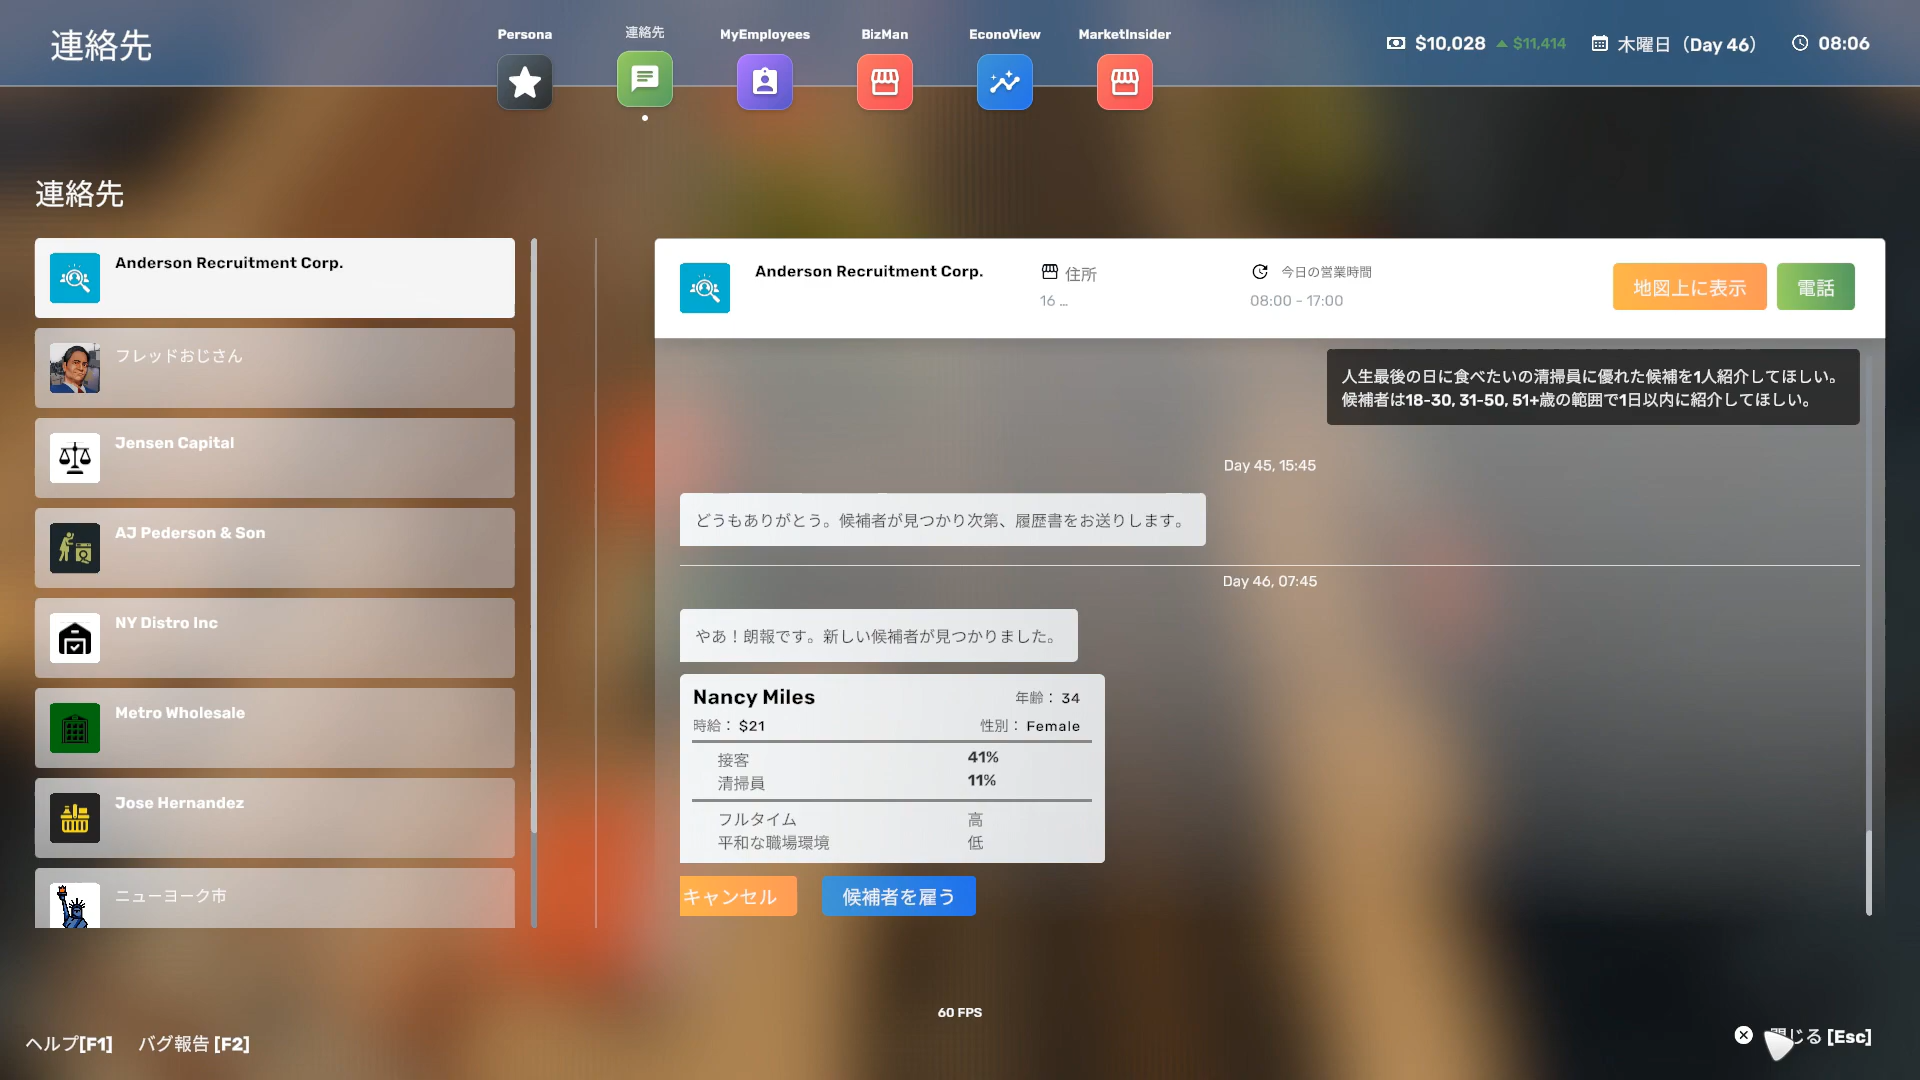 連絡先
Persona
連絡先
MyEmployees
BizMan
EconoView
MarketInsider
$10,028
$11,414
木曜日（Day 46）
08:06
連絡先
Anderson Recruitment Corp.
フレッドおじさん
Jensen Capital
AJ Pederson & Son
NY Distro Inc
Metro Wholesale
Jose Hernandez
ニューヨーク市
Anderson Recruitment Corp.
住所
16 ...
今日の営業時間
08:00 - 17:00
地図上に表示
電話
人生最後の日に食べたいの清掃員に優れた候補を1人紹介してほしい。
候補者は18-30, 31-50, 51+歳の範囲で1日以内に紹介してほしい。
Day 45, 15:45
どうもありがとう。候補者が見つかり次第、履歴書をお送りします。
Day 46, 07:45
やあ！朗報です。新しい候補者が見つかりました。
Nancy Miles
年齢： 34
時給： $21
性別： Female
接客 41%
清掃員 11%
フルタイム 高
平和な職場環境 低
キャンセル
候補者を雇う
60 FPS
ヘルプ[F1]
バグ報告 [F2]
閉じる [Esc]